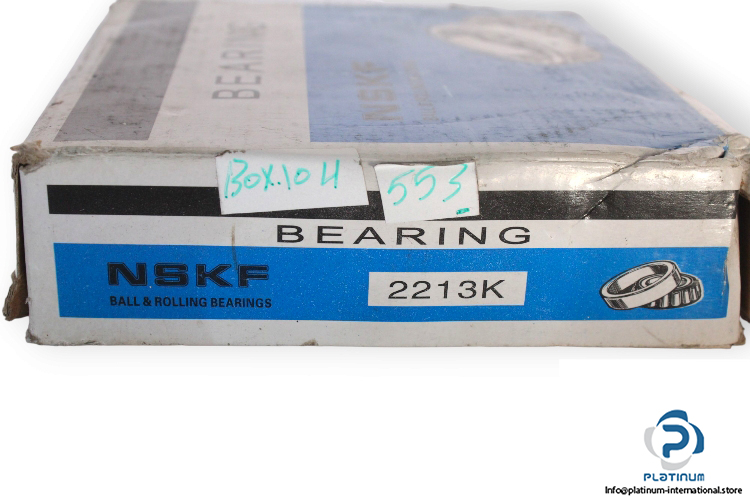 BEARING
NSKF
BOX.104
553
BEARING
NSKF
BALL & ROLLING BEARINGS
2213K
PLATINUM
Info@platinum-international.store